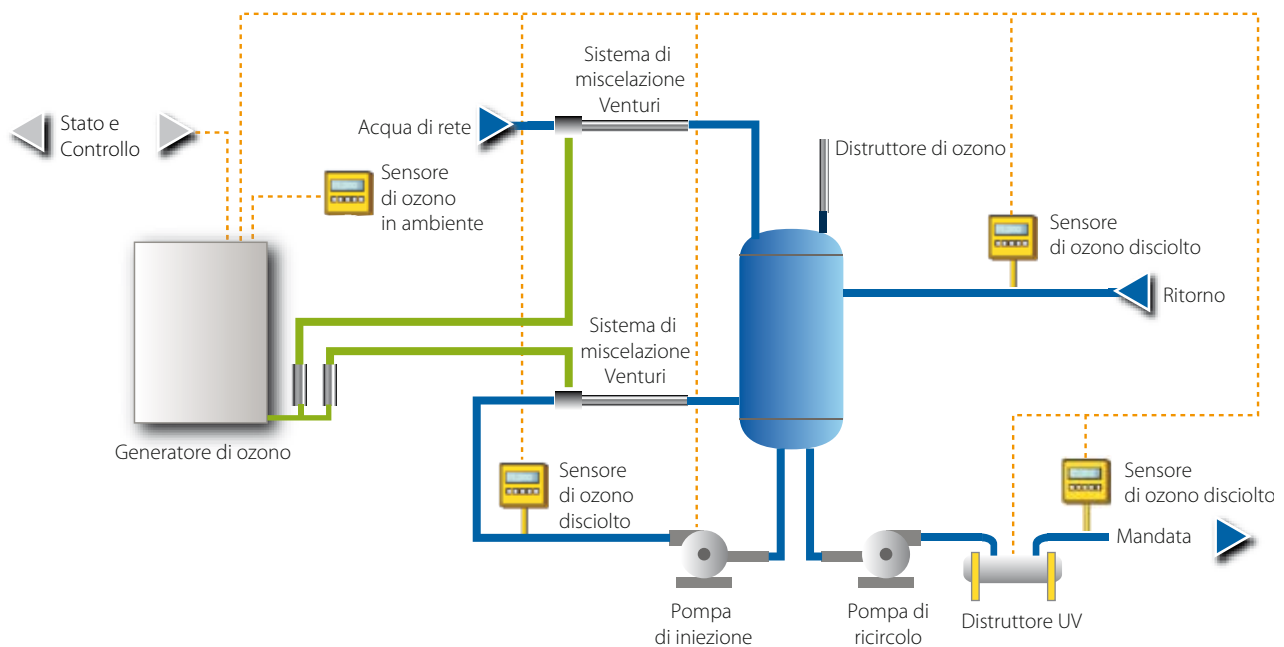 Sistema di
miscelazione
Venturi
Stato e
Controllo
Acqua di rete
Distruttore di ozono
Sensore
di ozono
in ambiente
Sensore
di ozono disciolto
Ritorno
Sistema di
miscelazione
Venturi
Generatore di ozono
Sensore
di ozono
disciolto
Sensore
di ozono disciolto
Mandata
Pompa
di iniezione
Pompa di
ricircolo
Distruttore UV